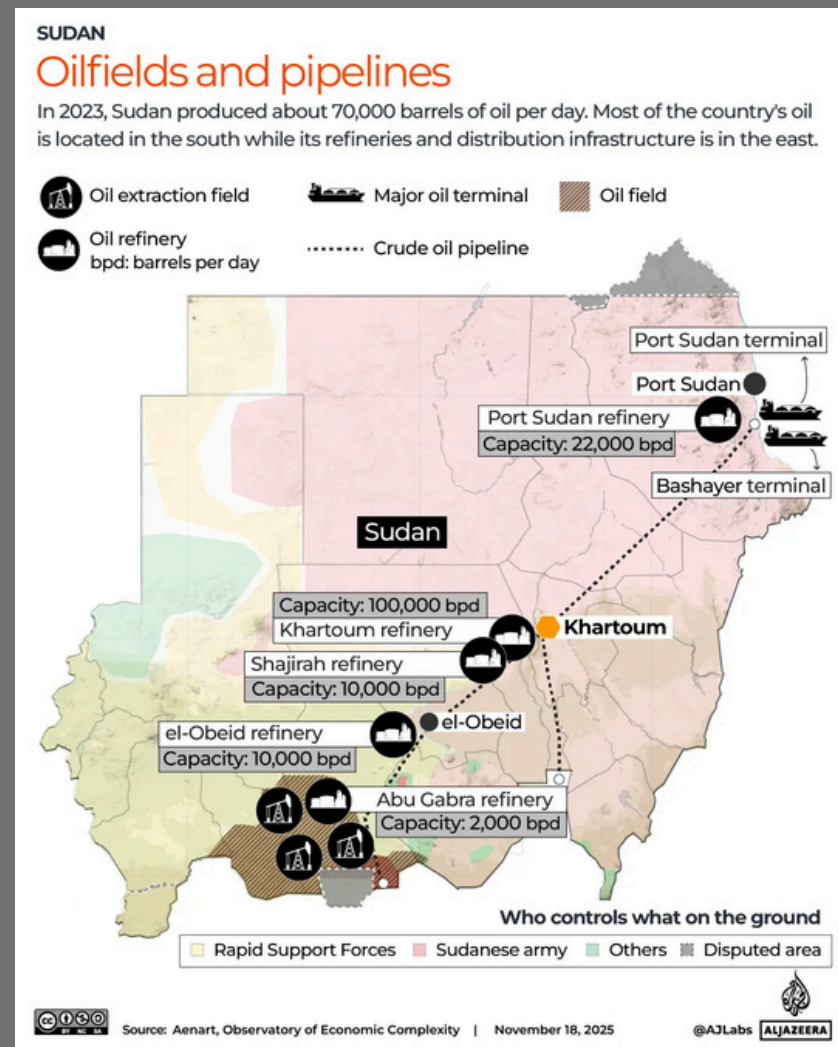 SUDAN
Oilfields and pipelines
In 2023, Sudan produced about 70,000 barrels of oil per day. Most of the country's oil
is located in the south while its refineries and distribution infrastructure is in the east.
Oil extraction field
Major oil terminal
Oil field
Oil refinery
bpd: barrels per day
Crude oil pipeline
Port Sudan terminal
Port Sudan
Port Sudan refinery
Capacity: 22,000 bpd
Bashayer terminal
Sudan
Capacity: 100,000 bpd
Khartoum refinery
Khartoum
Shajirah refinery
Capacity: 10,000 bpd
el-Obeid
el-Obeid refinery
Capacity: 10,000 bpd
Abu Gabra refinery
Capacity: 2,000 bpd
Who controls what on the ground
Rapid Support Forces
Sudanese army
Others
Disputed area
CC BY NC SA
Source: Aenart, Observatory of Economic Complexity | November 18, 2025
@AJLabs
ALJAZEERA